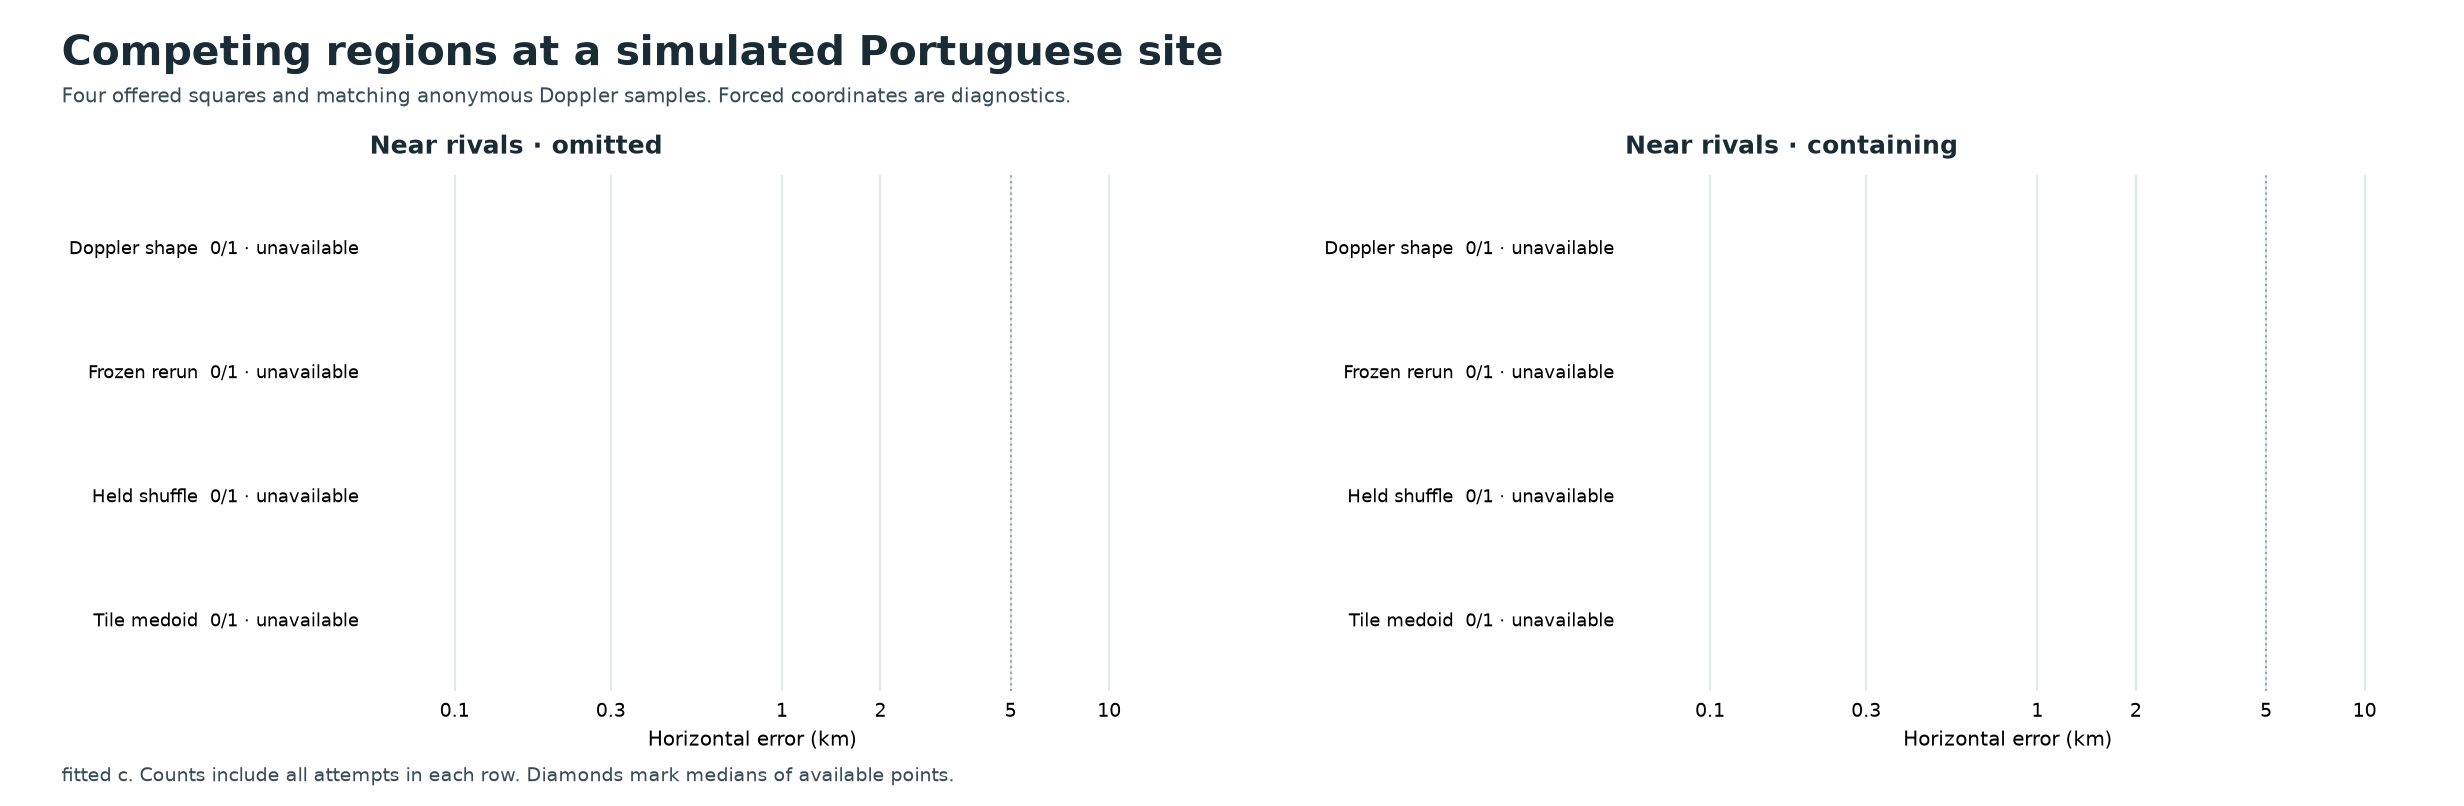 Competing regions at a simulated Portuguese site
Four offered squares and matching anonymous Doppler samples. Forced coordinates are diagnostics.
Near rivals · omitted
Doppler shape 0/1 · unavailable
Frozen rerun 0/1 · unavailable
Held shuffle 0/1 · unavailable
Tile medoid 0/1 · unavailable
0.1 0.3 1 2 5 10
Horizontal error (km)
Near rivals · containing
Doppler shape 0/1 · unavailable
Frozen rerun 0/1 · unavailable
Held shuffle 0/1 · unavailable
Tile medoid 0/1 · unavailable
0.1 0.3 1 2 5 10
Horizontal error (km)
fitted c. Counts include all attempts in each row. Diamonds mark medians of available points.